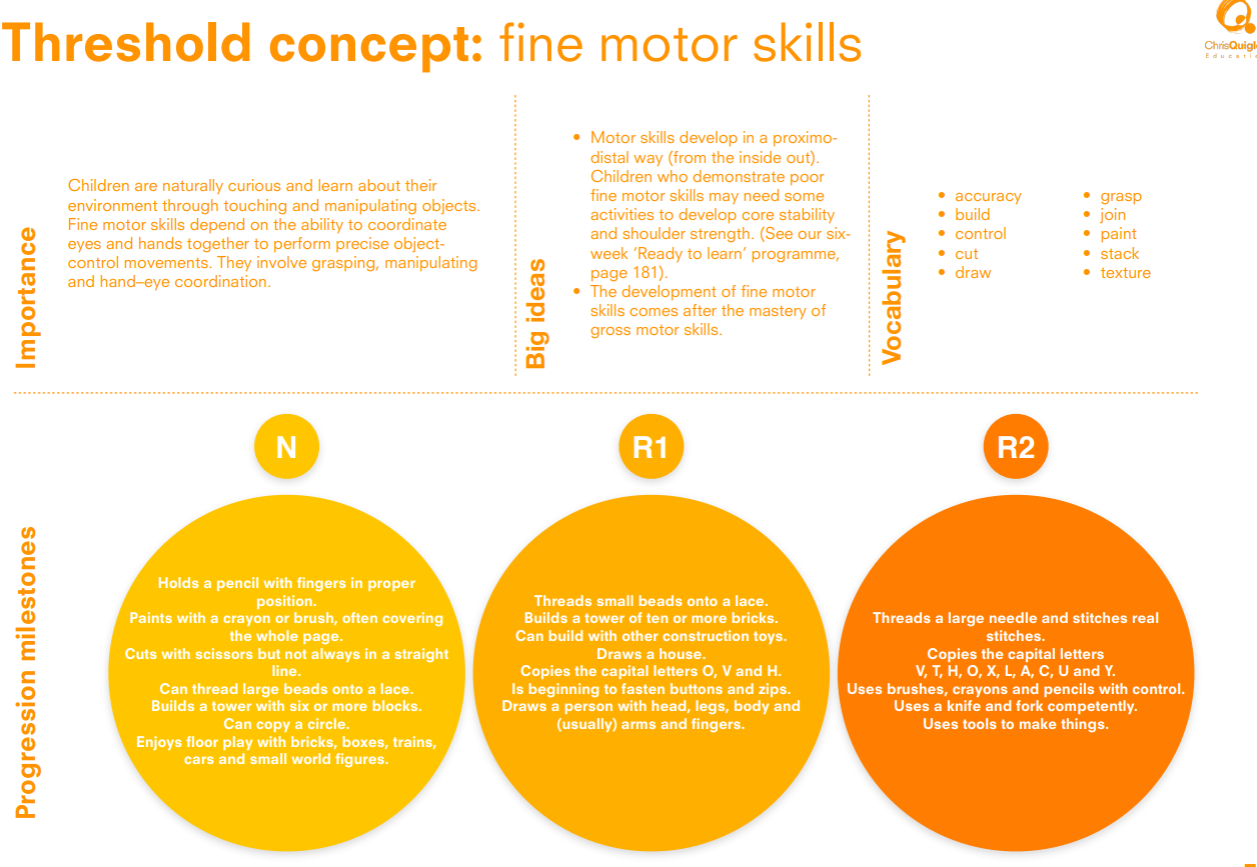 Threshold concept: fine motor skills
ChrisQuigl
Educati
Importance
Children are naturally curious and learn about their
environment through touching and manipulating objects.
Fine motor skills depend on the ability to coordinate
eyes and hands together to perform precise object-
control movements. They involve grasping, manipulating
and hand–eye coordination.
Big ideas
• Motor skills develop in a proximo-
distal way (from the inside out).
Children who demonstrate poor
fine motor skills may need some
activities to develop core stability
and shoulder strength. (See our six-
week ‘Ready to learn’ programme,
page 181).
• The development of fine motor
skills comes after the mastery of
gross motor skills.
Vocabulary
• accuracy
• build
• control
• cut
• draw
• grasp
• join
• paint
• stack
• texture
Progression milestones
N
Holds a pencil with fingers in proper
position.
Paints with a crayon or brush, often covering
the whole page.
Cuts with scissors but not always in a straight
line.
Can thread large beads onto a lace.
Builds a tower with six or more blocks.
Can copy a circle.
Enjoys floor play with bricks, boxes, trains,
cars and small world figures.
R1
Threads small beads onto a lace.
Builds a tower of ten or more bricks.
Can build with other construction toys.
Draws a house.
Copies the capital letters O, V and H.
Is beginning to fasten buttons and zips.
Draws a person with head, legs, body and
(usually) arms and fingers.
R2
Threads a large needle and stitches real
stitches.
Copies the capital letters
V, T, H, O, X, L, A, C, U and Y.
Uses brushes, crayons and pencils with control.
Uses a knife and fork competently.
Uses tools to make things.